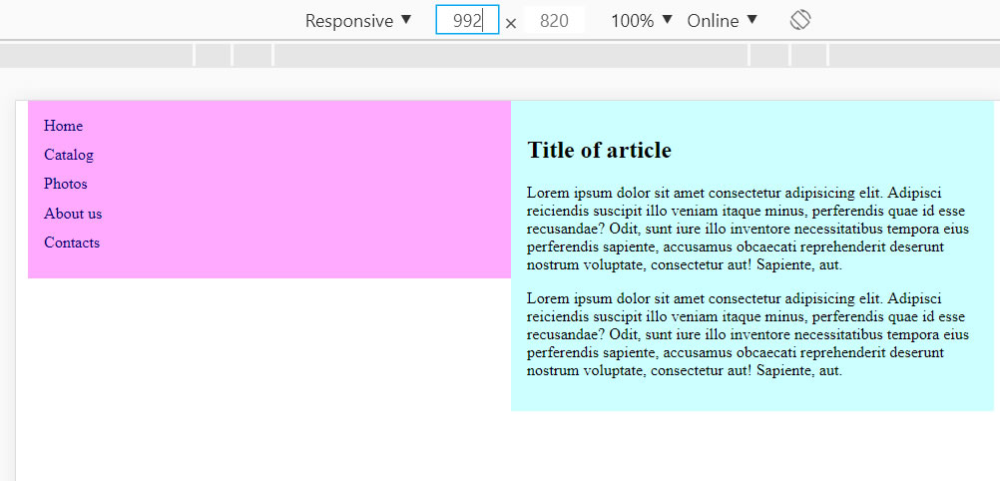 Responsive ▼ 992 × 820 100% ▼ Online ▼
Home
Catalog
Photos
About us
Contacts
Title of article
Lorem ipsum dolor sit amet consectetur adipisicing elit. Adipisci
reiciendis suscipit illo veniam itaque minus, perferendis quae id esse
recusandae? Odit, sunt iure illo inventore necessitatibus tempora eius
perferendis sapiente, accusamus obcaecati reprehenderit deserunt
nostrum voluptate, consectetur aut! Sapiente, aut.
Lorem ipsum dolor sit amet consectetur adipisicing elit. Adipisci
reiciendis suscipit illo veniam itaque minus, perferendis quae id esse
recusandae? Odit, sunt iure illo inventore necessitatibus tempora eius
perferendis sapiente, accusamus obcaecati reprehenderit deserunt
nostrum voluptate, consectetur aut! Sapiente, aut.